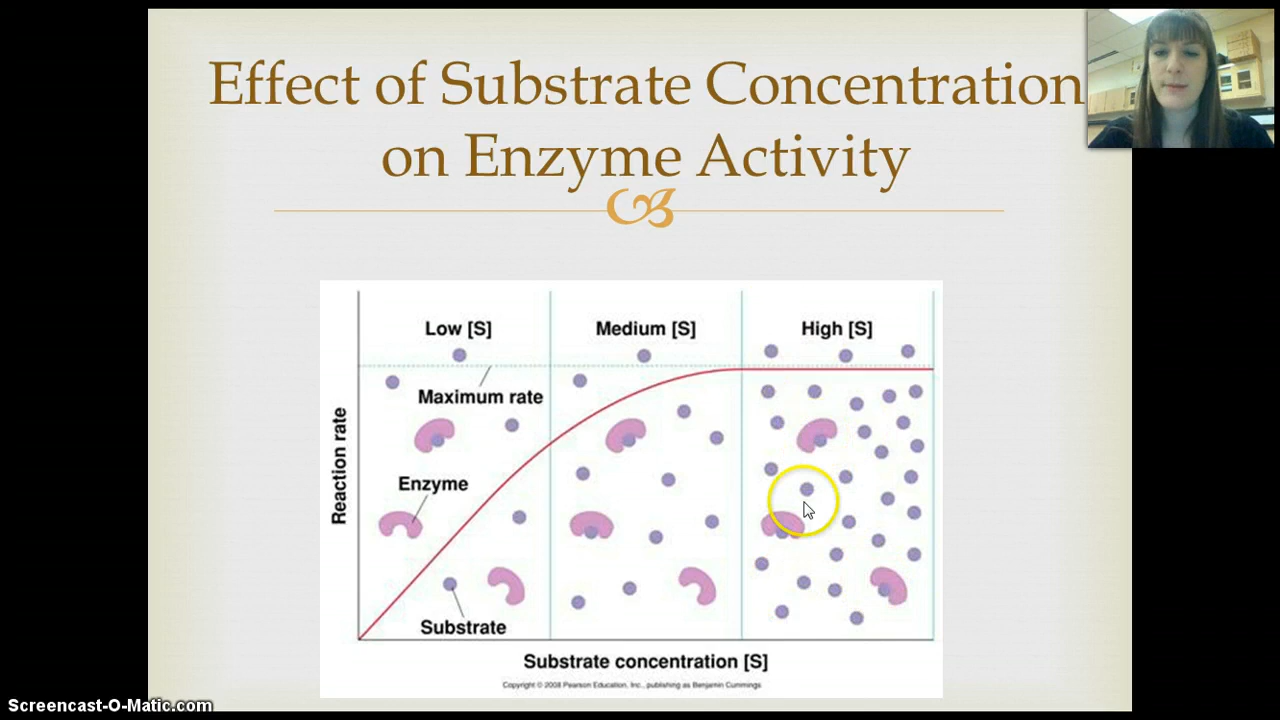 Effect of Substrate Concentration
on Enzyme Activity
Low [S]
Medium [S]
High [S]
Maximum rate
Enzyme
Substrate
Reaction rate
Substrate concentration [S]
Copyright © 2008 Pearson Education, Inc., publishing as Benjamin Cummings
Screencast-O-Matic.com